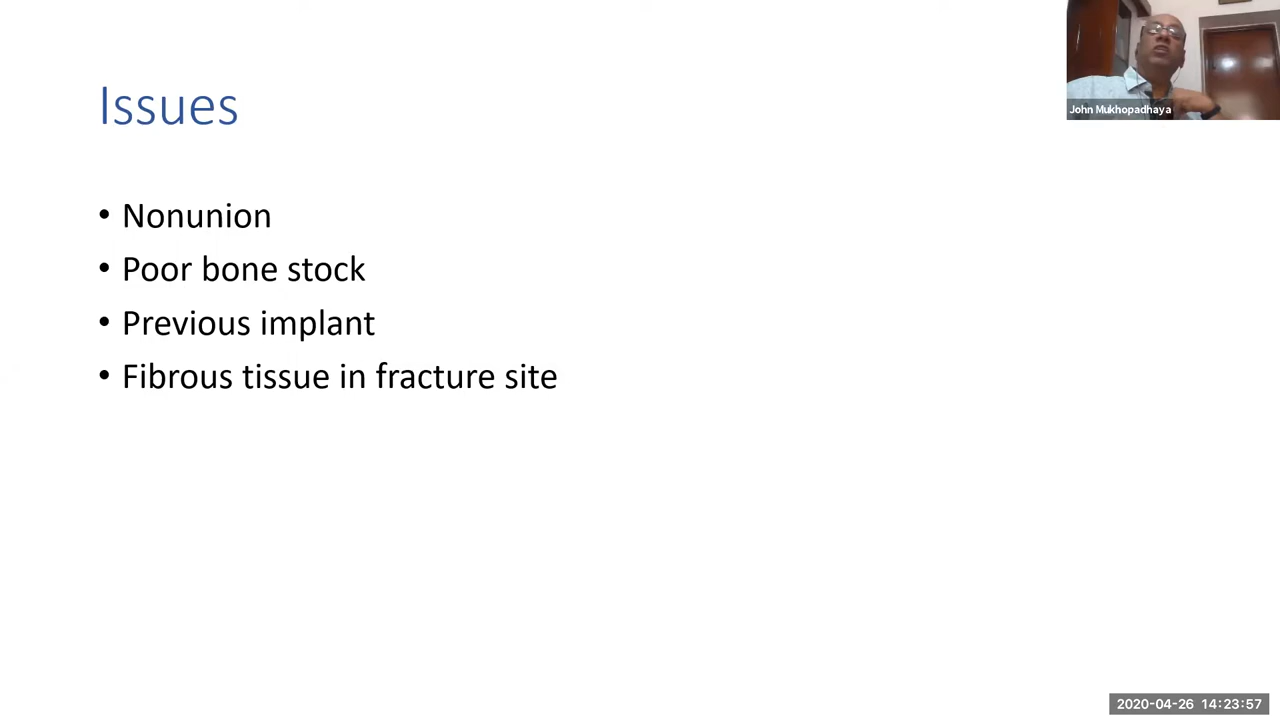 Issues
John Mukhopadhaya
• Nonunion
• Poor bone stock
• Previous implant
• Fibrous tissue in fracture site
2020-04-26 14:23:57